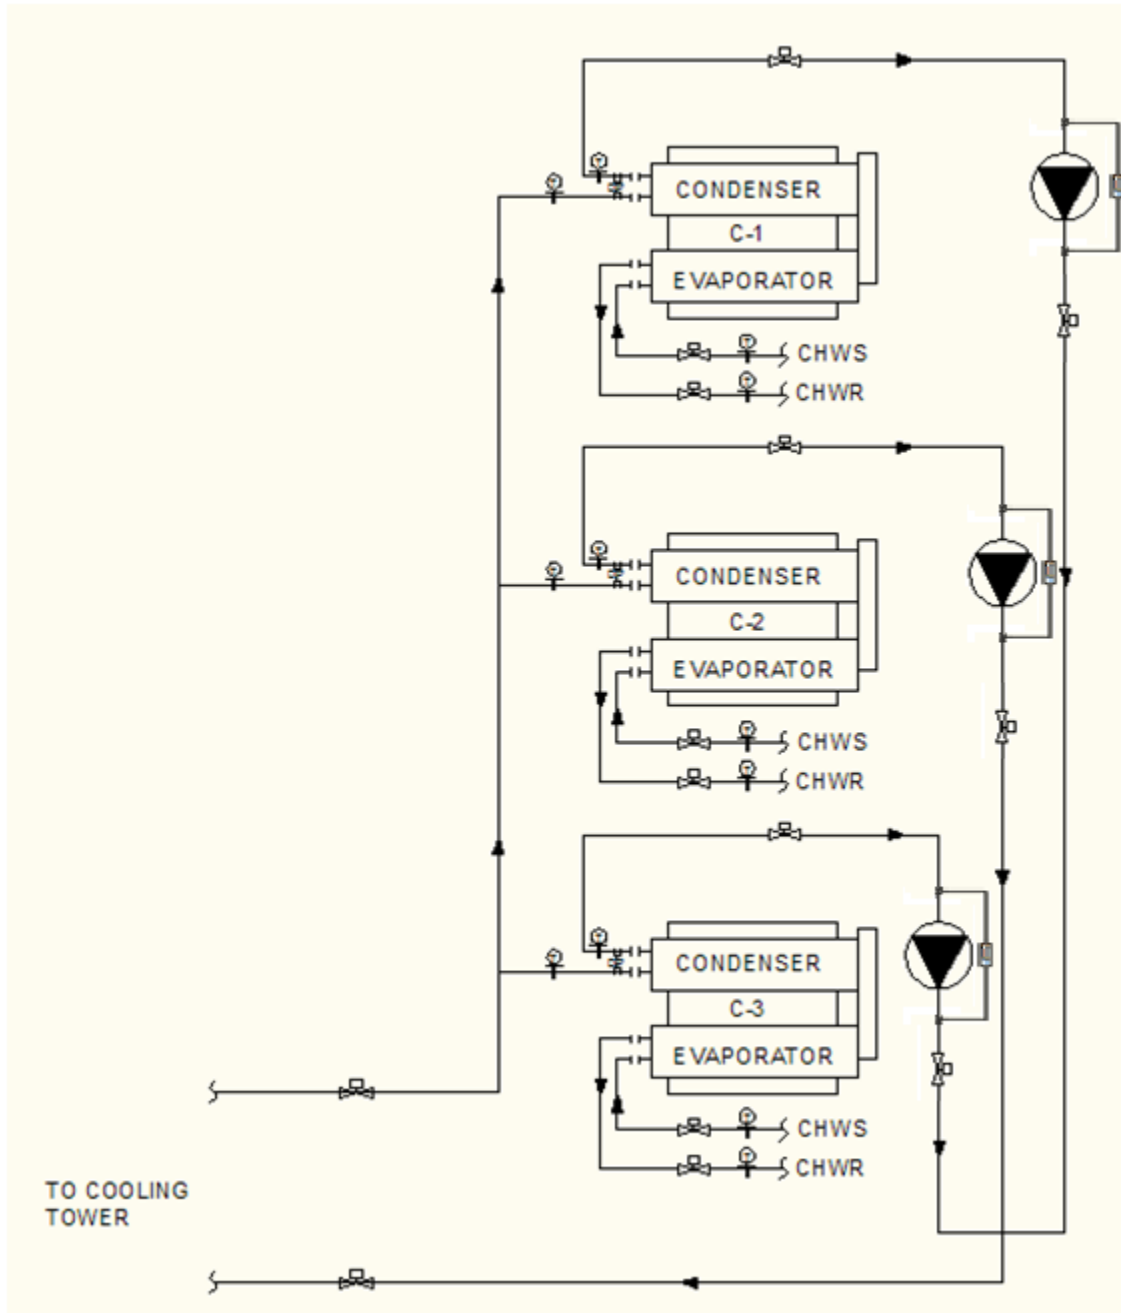 CONDENSER
C-1
EVAPORATOR
CHWS
CHWR
CONDENSER
C-2
EVAPORATOR
CHWS
CHWR
CONDENSER
C-3
EVAPORATOR
CHWS
CHWR
TO COOLING
TOWER